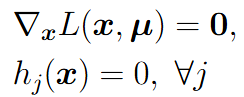 ∇ₓL(x, μ) = 0,
hⱼ(x) = 0, ∀j